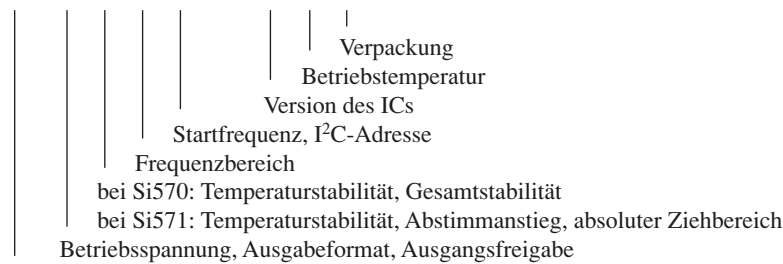 Verpackung
Betriebstemperatur
Version des ICs
Startfrequenz, I²C-Adresse
Frequenzbereich
bei Si570: Temperaturstabilität, Gesamtstabilität
bei Si571: Temperaturstabilität, Abstimmanstieg, absoluter Ziehbereich
Betriebsspannung, Ausgabeformat, Ausgangsfreigabe